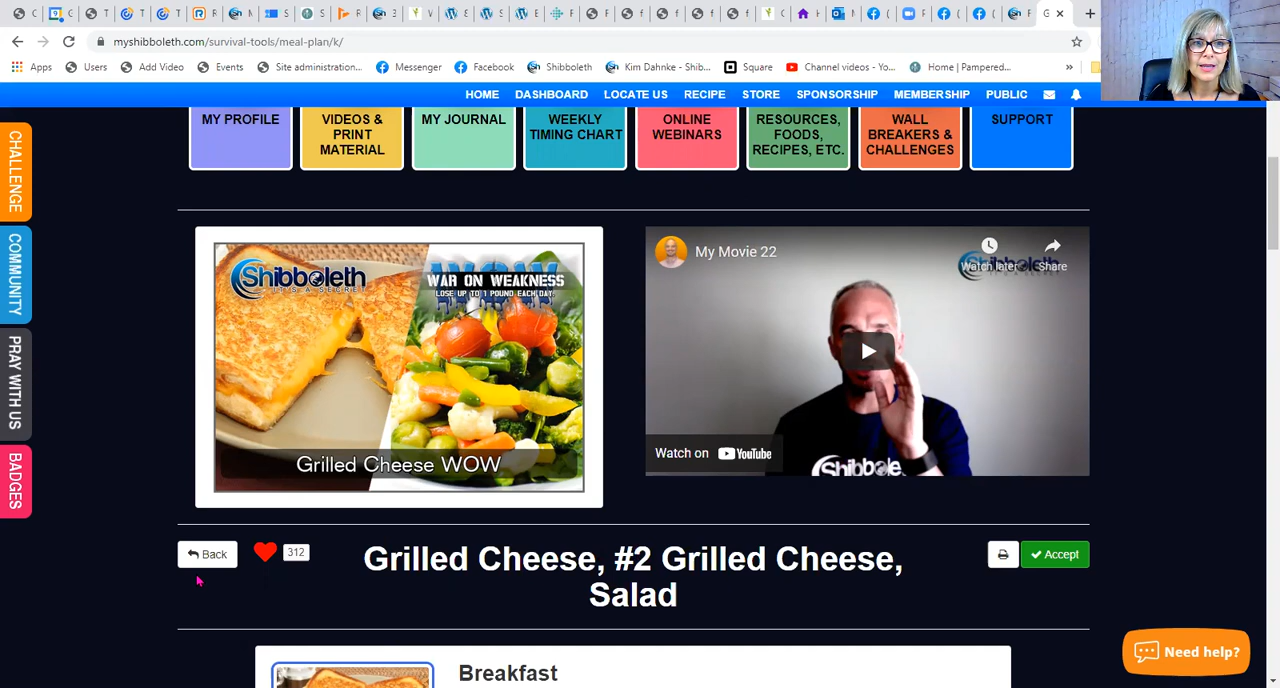 myshibboleth.com/survival-tools/meal-plan/k/
Apps Users Add Video Events Site administration... Messenger Facebook Shibboleth Kim Dahnke - Shib... Square Channel videos - Yo... Home | Pampered... »
HOME DASHBOARD LOCATE US RECIPE STORE SPONSORSHIP MEMBERSHIP PUBLIC
MY PROFILE
VIDEOS &
PRINT
MATERIAL
MY JOURNAL
WEEKLY
TIMING CHART
ONLINE
WEBINARS
RESOURCES,
FOODS,
RECIPES, ETC.
WALL
BREAKERS &
CHALLENGES
SUPPORT
CHALLENGE
COMMUNITY
PRAY WITH US
BADGES
Shibboleth
IT'S A SECRET
WAR ON WEAKNESS
LOSE UP TO 1 POUND EACH DAY
Grilled Cheese WOW
My Movie 22
Watch later
Share
Watch on YouTube
Back
312
Grilled Cheese, #2 Grilled Cheese,
Salad
Accept
Breakfast
Need help?